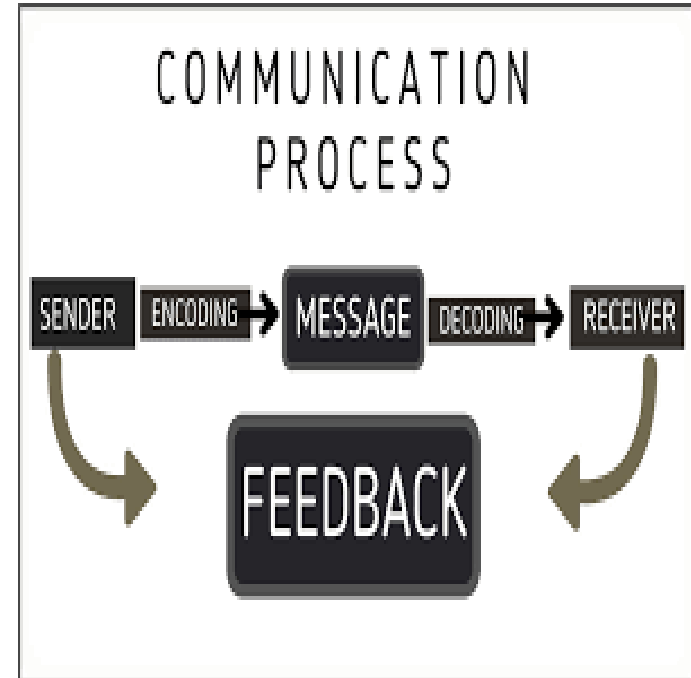 COMMUNICATION
PROCESS
SENDER ENCODING MESSAGE DECODING RECEIVER
FEEDBACK